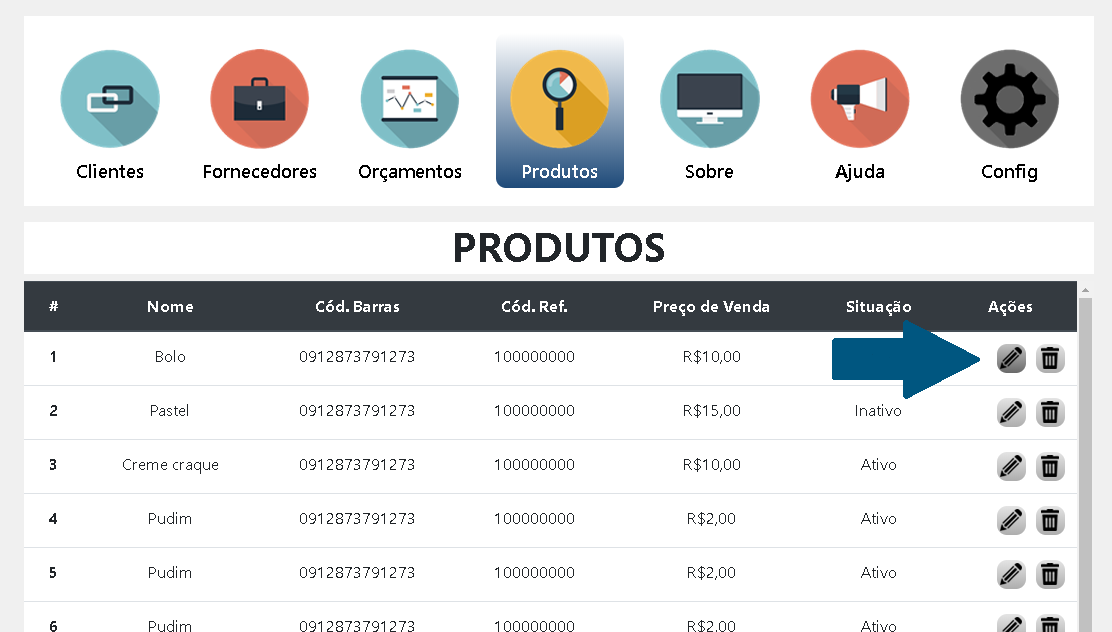 Clientes Fornecedores Orçamentos Produtos Sobre Ajuda Config
PRODUTOS
# Nome Cód. Barras Cód. Ref. Preço de Venda Situação Ações
1 Bolo 0912873791273 100000000 R$10,00
2 Pastel 0912873791273 100000000 R$15,00 Inativo
3 Creme craque 0912873791273 100000000 R$10,00 Ativo
4 Pudim 0912873791273 100000000 R$2,00 Ativo
5 Pudim 0912873791273 100000000 R$2,00 Ativo
6 Pudim 0912873791273 100000000 R$2,00 Ativo